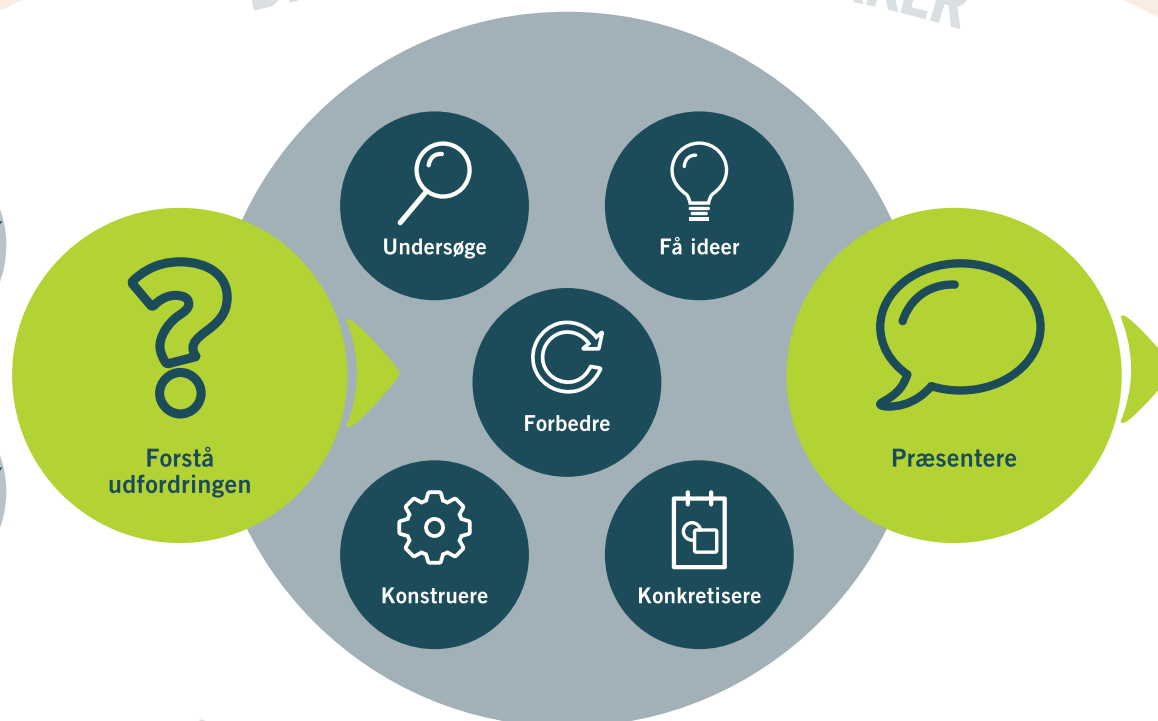 Undersøge
Få ideer
Forstå
udfordringen
Forbedre
Præsentere
Konstruere
Konkretisere